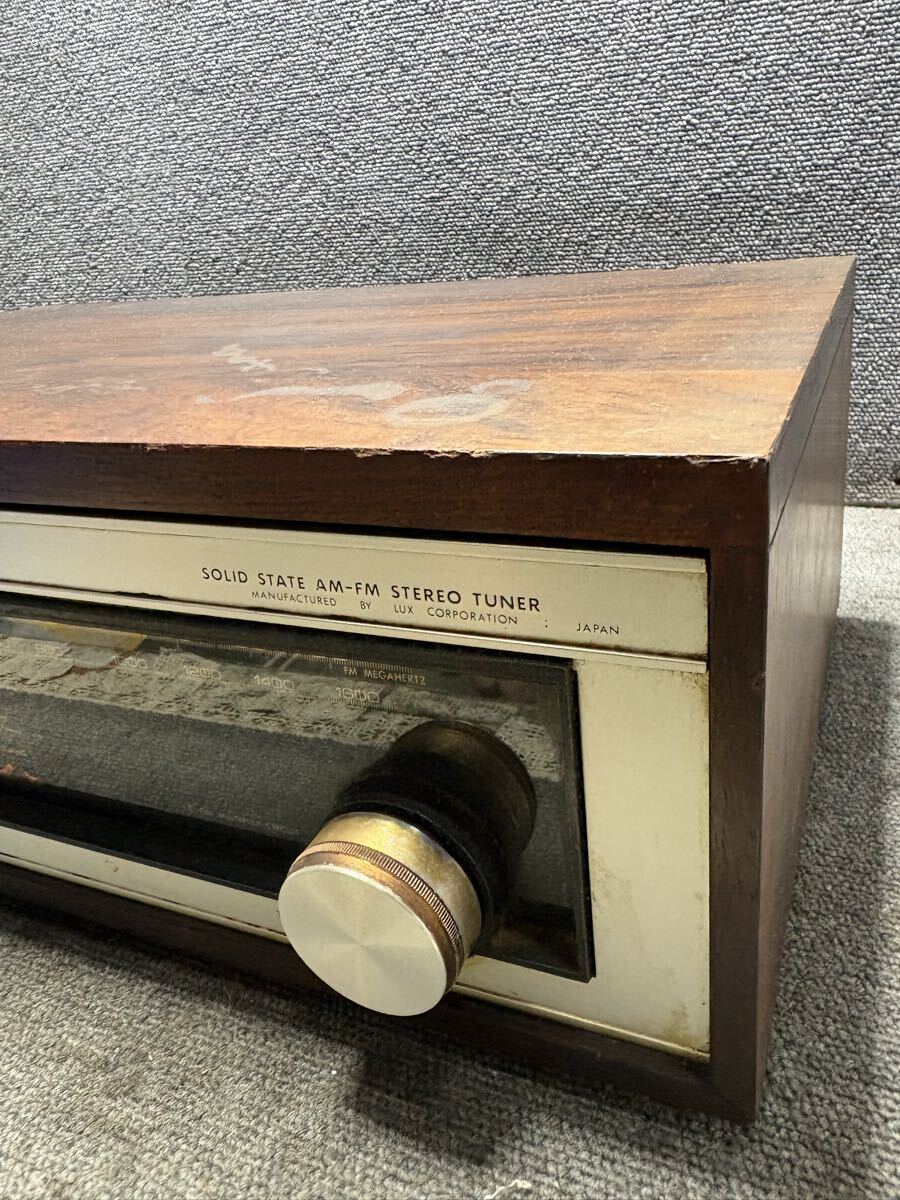 SOLID STATE AM-FM STEREO TUNER
MANUFACTURED BY LUX CORPORATION : JAPAN
FM MEGAHERTZ
1000 1200 1400 1600